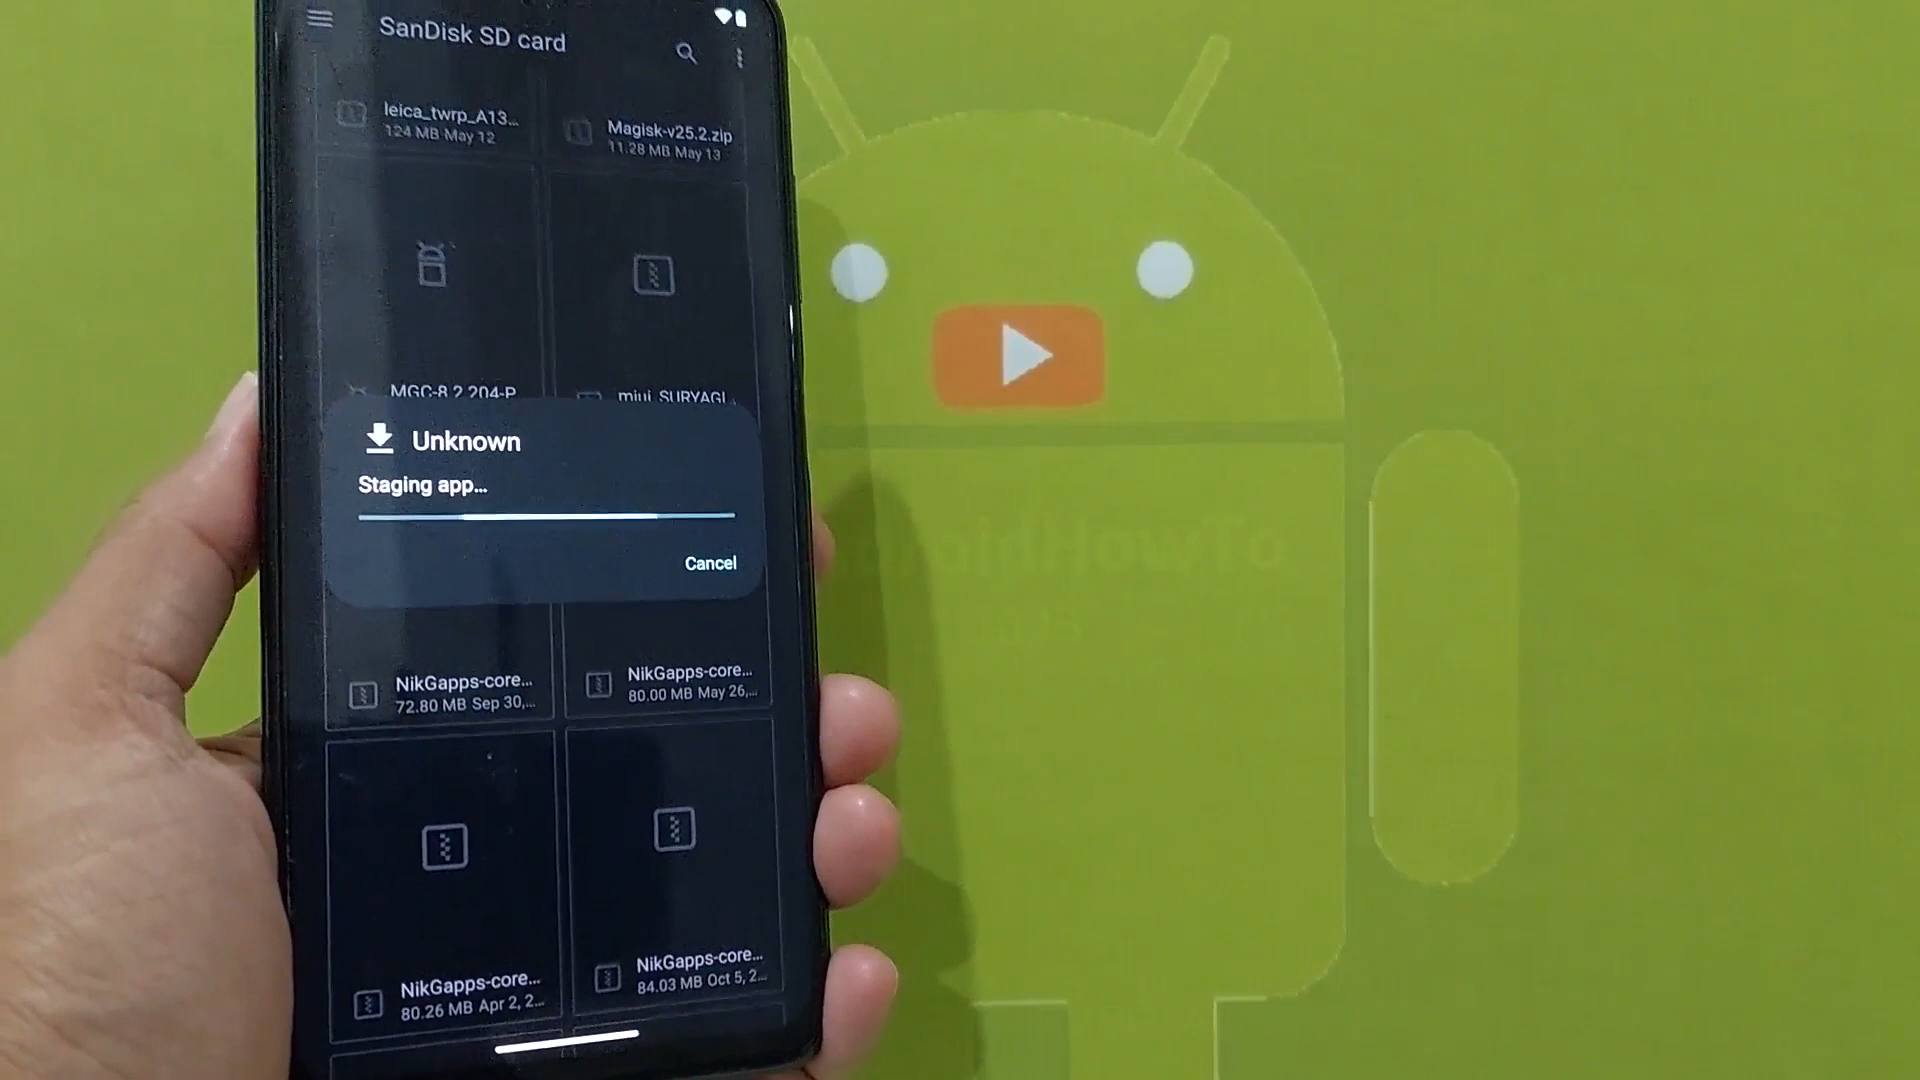 SanDisk SD card
leica_twrp_A13...
124 MB May 12
Magisk-v25.2.zip
11.28 MB May 13
MGC-8.2.204-P
miui_SURYAGL
Unknown
Staging app...
Cancel
NikGapps-core...
72.80 MB Sep 30,...
NikGapps-core...
80.00 MB May 26,...
NikGapps-core...
80.26 MB Apr 2, 2...
NikGapps-core...
84.03 MB Oct 5, 2...
HowTo